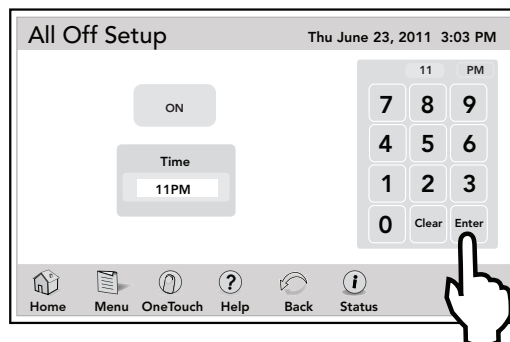 All Off Setup Thu June 23, 2011 3:03 PM
11 PM
ON
7 8 9
4 5 6
Time
11PM
1 2 3
0 Clear Enter
Home Menu OneTouch ? Help Back i Status